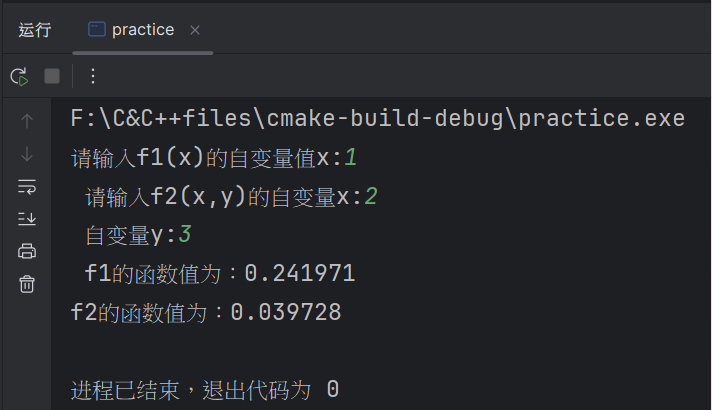 运行
practice
F:\C&C++files\cmake-build-debug\practice.exe
请输入f1(x)的自变量值x:1
请输入f2(x,y)的自变量x:2
自变量y:3
f1的函数值为：0.241971
f2的函数值为：0.039728
进程已结束，退出代码为 0